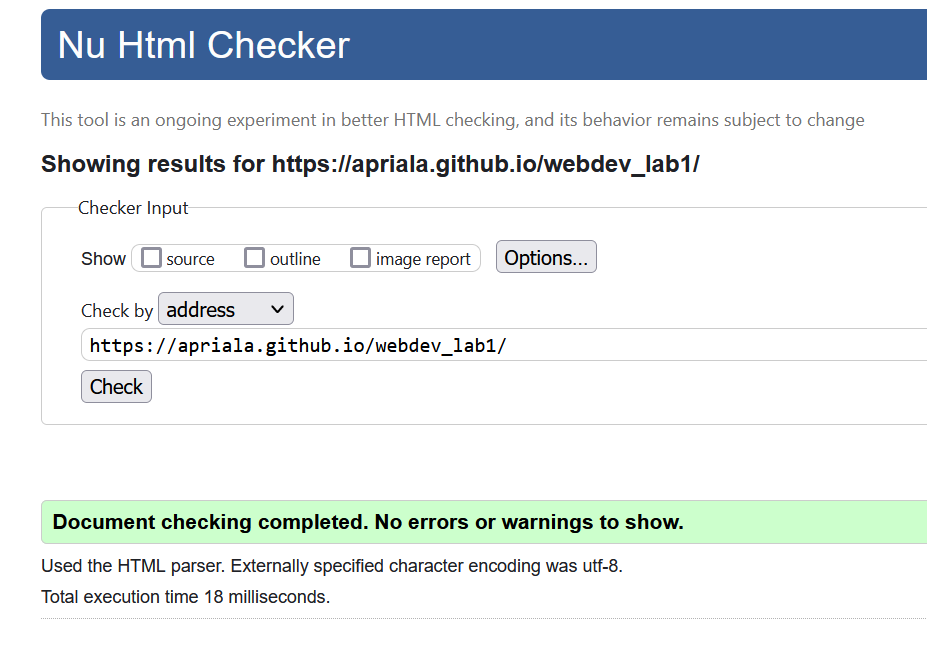 Nu Html Checker
This tool is an ongoing experiment in better HTML checking, and its behavior remains subject to change
Showing results for https://apriala.github.io/webdev_lab1/
Checker Input
Show source outline image report Options...
Check by address
https://apriala.github.io/webdev_lab1/
Check
Document checking completed. No errors or warnings to show.
Used the HTML parser. Externally specified character encoding was utf-8.
Total execution time 18 milliseconds.